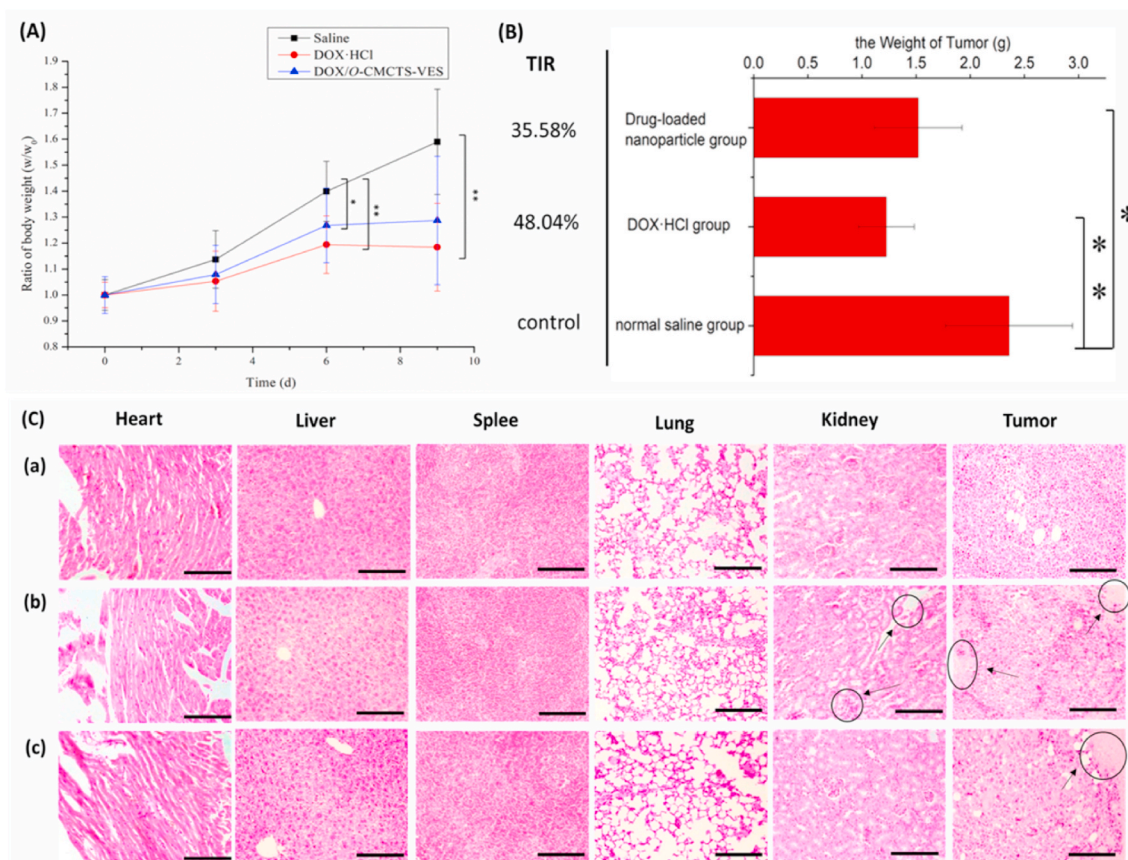 (A)
Saline
DOX·HCl
DOX/O-CMCTS-VES
Ratio of body weight (w/w0)
1.9
1.8
1.7
1.6
1.5
1.4
1.3
1.2
1.1
1.0
0.9
0.8
0 2 4 6 8 10
Time (d)
*
**
**
(B)
the Weight of Tumor (g)
0.0 0.5 1.0 1.5 2.0 2.5 3.0
TIR
35.58%
48.04%
control
Drug-loaded
nanoparticle group
DOX·HCl group
normal saline group
*
*
*
(C) Heart Liver Splee Lung Kidney Tumor
(a)
(b)
(c)